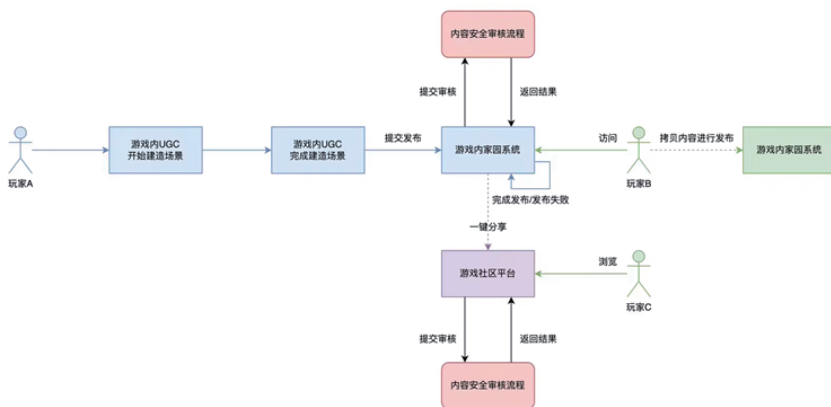 内容安全审核流程
提交审核
返回结果
玩家A
游戏内UGC
开始建造场景
游戏内UGC
完成建造场景
提交发布
游戏内家园系统
访问
玩家B
拷贝内容进行发布
游戏内家园系统
完成发布/发布失败
一键分享
游戏社区平台
浏览
玩家C
提交审核
返回结果
内容安全审核流程